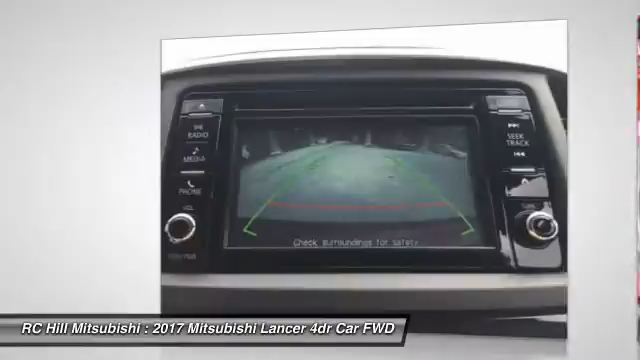 RADIO
MEDIA
PHONE
VOL
SEEK
TRACK
Check surroundings for safety
RC Hill Mitsubishi : 2017 Mitsubishi Lancer 4dr Car FWD